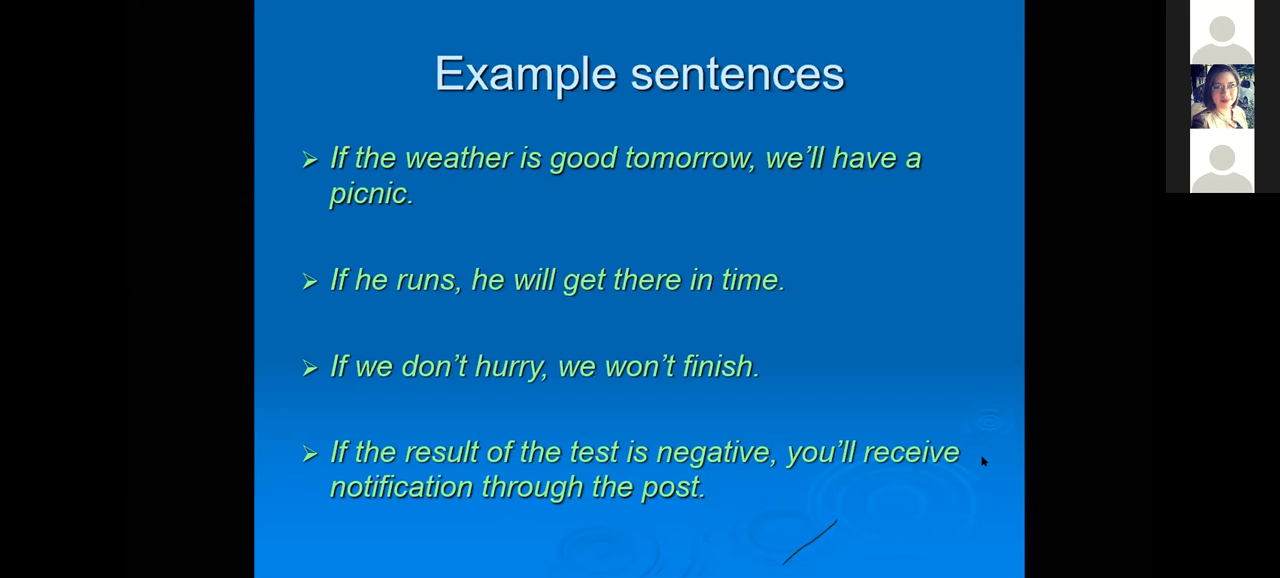 Example sentences
If the weather is good tomorrow, we’ll have a
picnic.
If he runs, he will get there in time.
If we don’t hurry, we won’t finish.
If the result of the test is negative, you’ll receive
notification through the post.